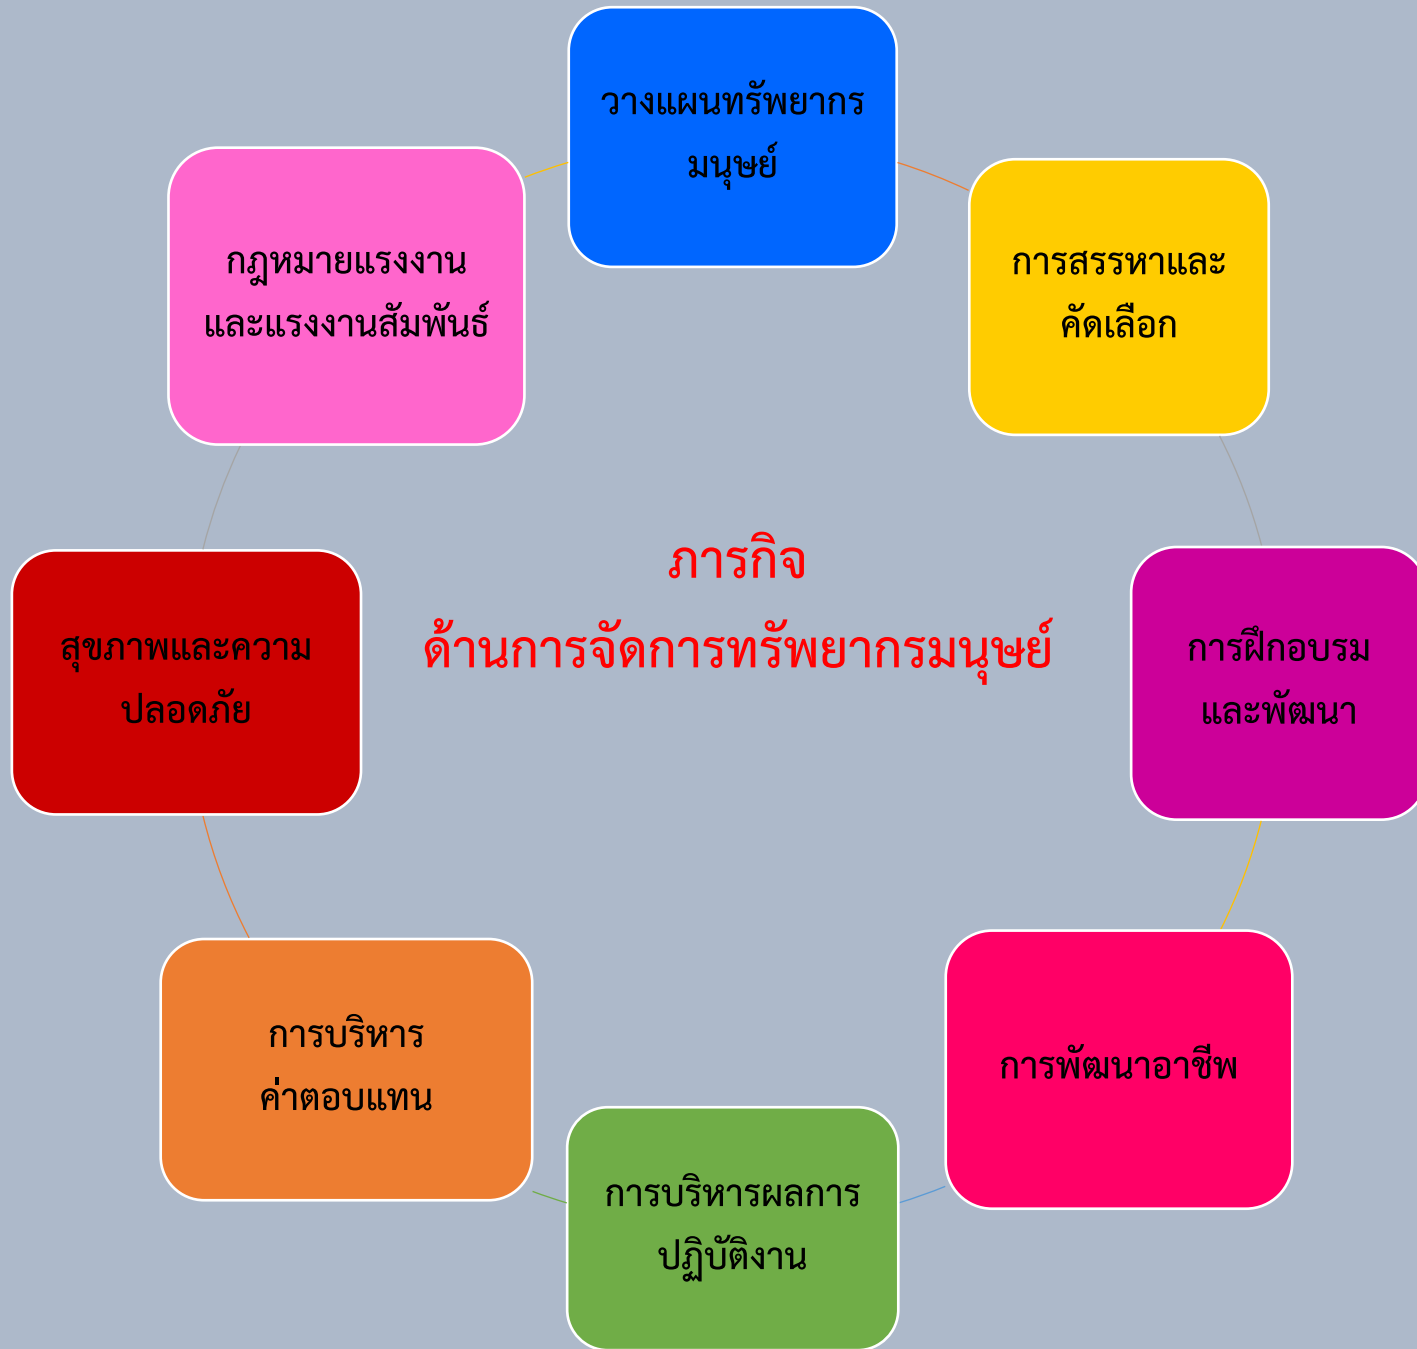 วางแผนทรัพยากร
มนุษย์
การสรรหาและ
คัดเลือก
การฝึกอบรม
และพัฒนา
การพัฒนาอาชีพ
การบริหารผลการ
ปฏิบัติงาน
การบริหาร
ค่าตอบแทน
สุขภาพและความ
ปลอดภัย
กฎหมายแรงงาน
และแรงงานสัมพันธ์
ภารกิจ
ด้านการจัดการทรัพยากรมนุษย์